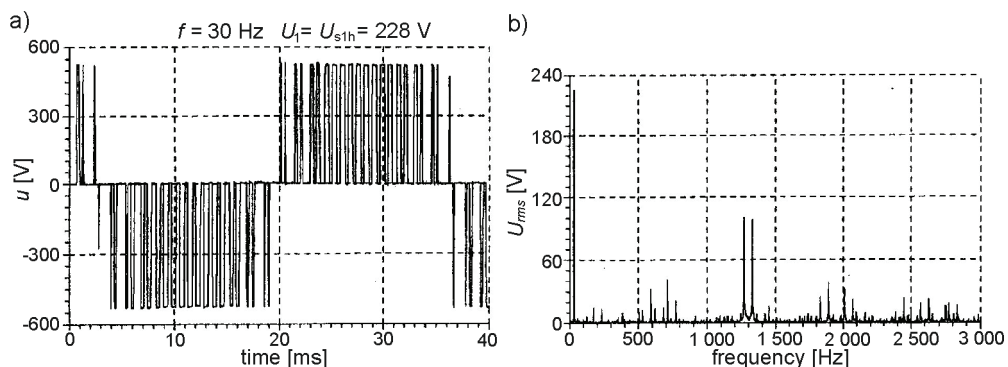 a)
f = 30 Hz U1= Us1h= 228 V
600
300
0
-300
-600
u [V]
0 10 20 30 40
time [ms]
b)
240
180
120
60
0
Urms [V]
0 500 1 000 1 500 2 000 2 500 3 000
frequency [Hz]